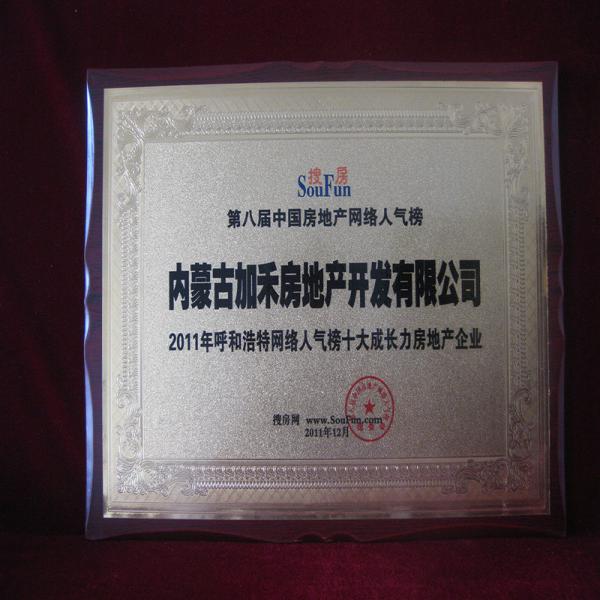 搜房
SouFun
第八届中国房地产网络人气榜
内蒙古加禾房地产开发有限公司
2011年呼和浩特网络人气榜十大成长力房地产企业
搜房网 www.SouFun.com
2011年12月